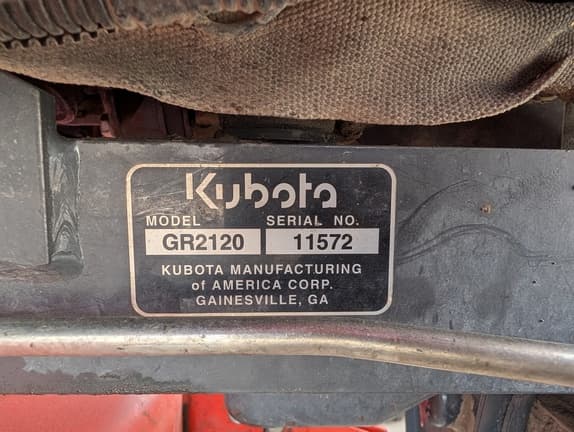 Kubota
MODEL SERIAL NO.
GR2120 11572
KUBOTA MANUFACTURING
of AMERICA CORP.
GAINESVILLE, GA